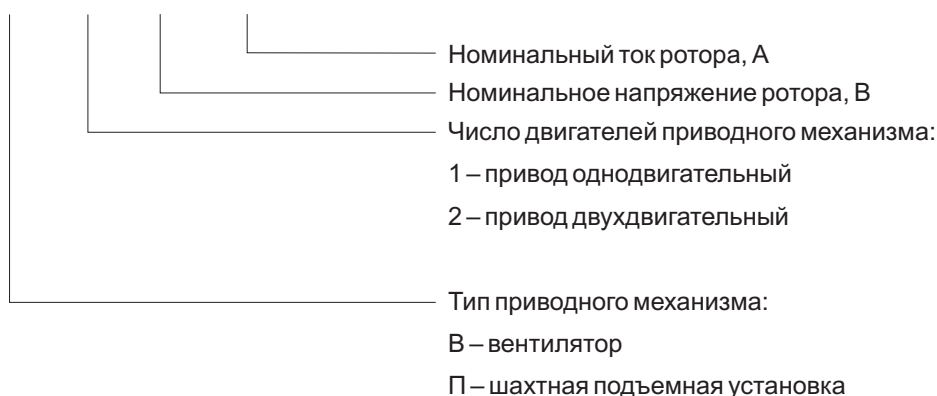 Номинальный ток ротора, А
Номинальное напряжение ротора, В
Число двигателей приводного механизма:
1 – привод однодвигательный
2 – привод двухдвигательный
Тип приводного механизма:
В – вентилятор
П – шахтная подъемная установка